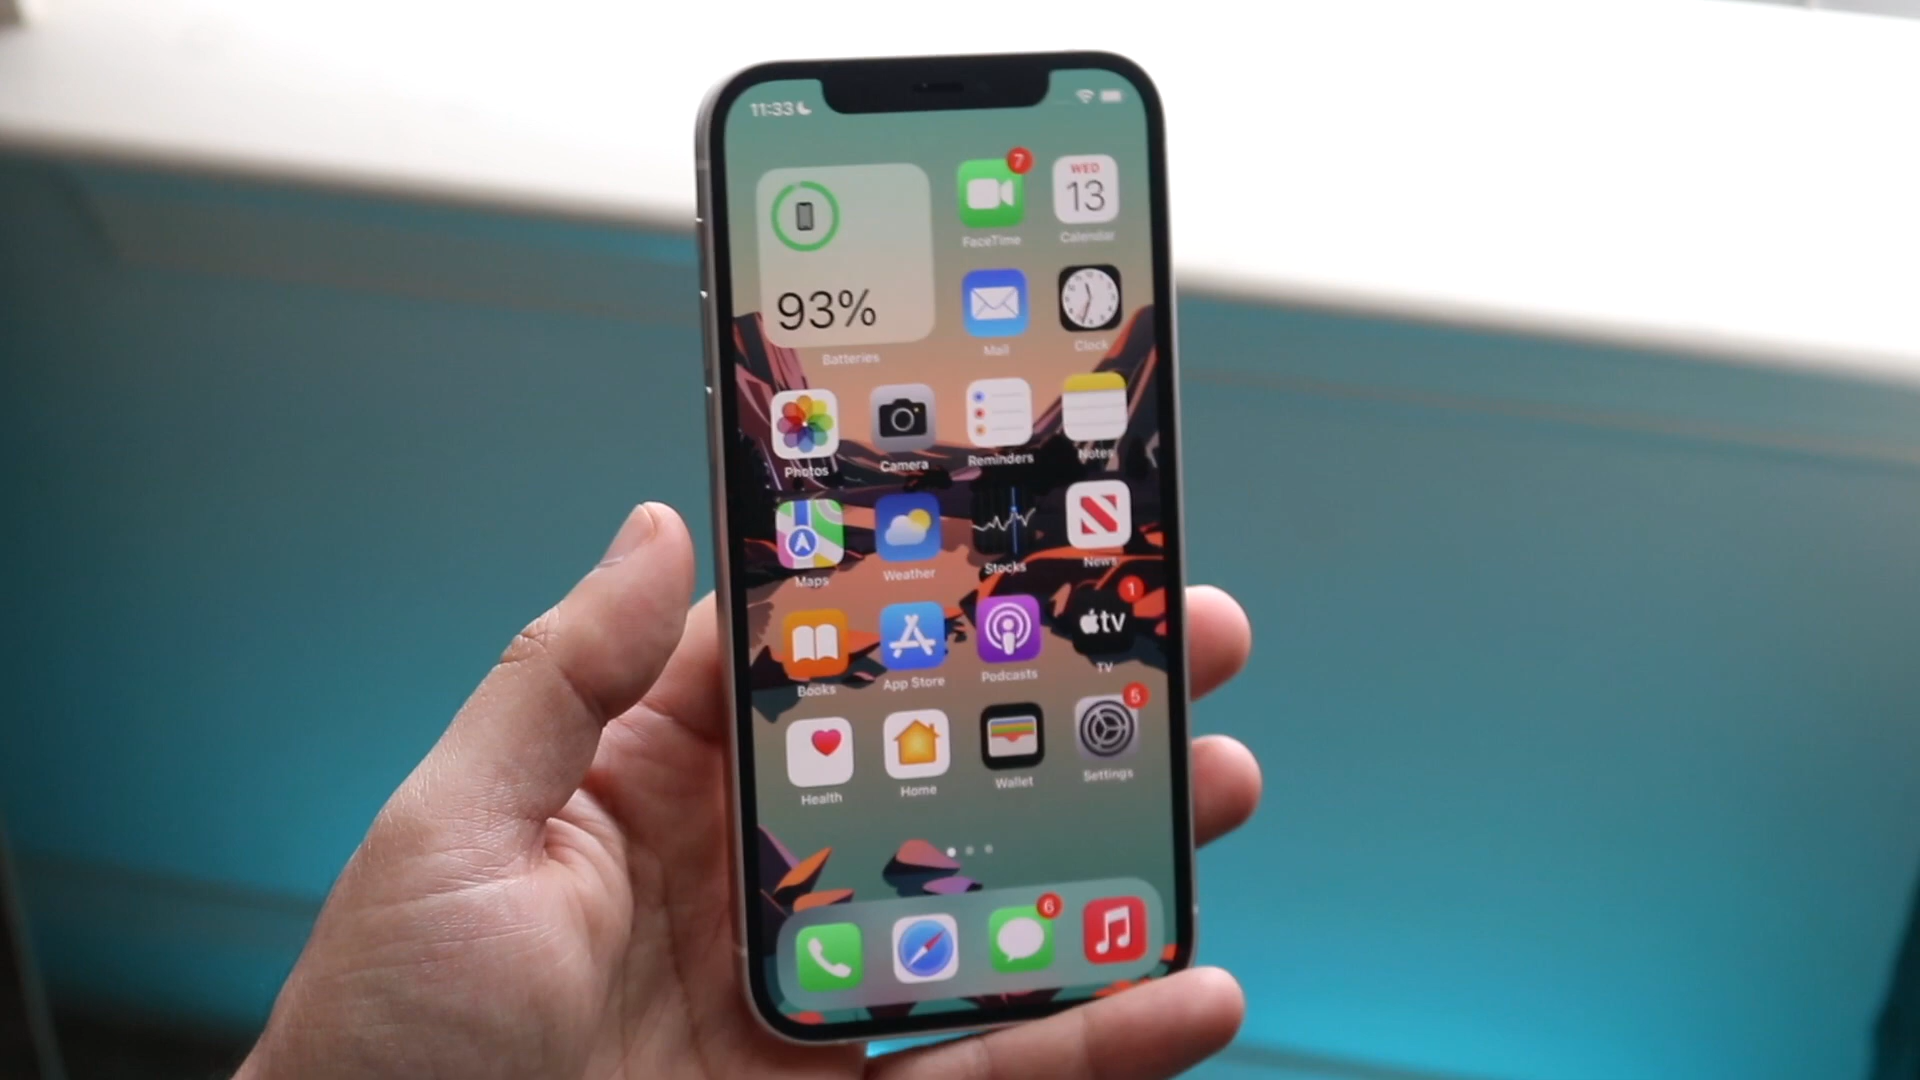 11:33
7
WED
13
FaceTime
Calendar
93%
Batteries
Mail
Clock
Photos
Camera
Reminders
Notes
Maps
Weather
Stocks
News
1
tv
Books
App Store
Podcasts
TV
5
Health
Home
Wallet
Settings
6